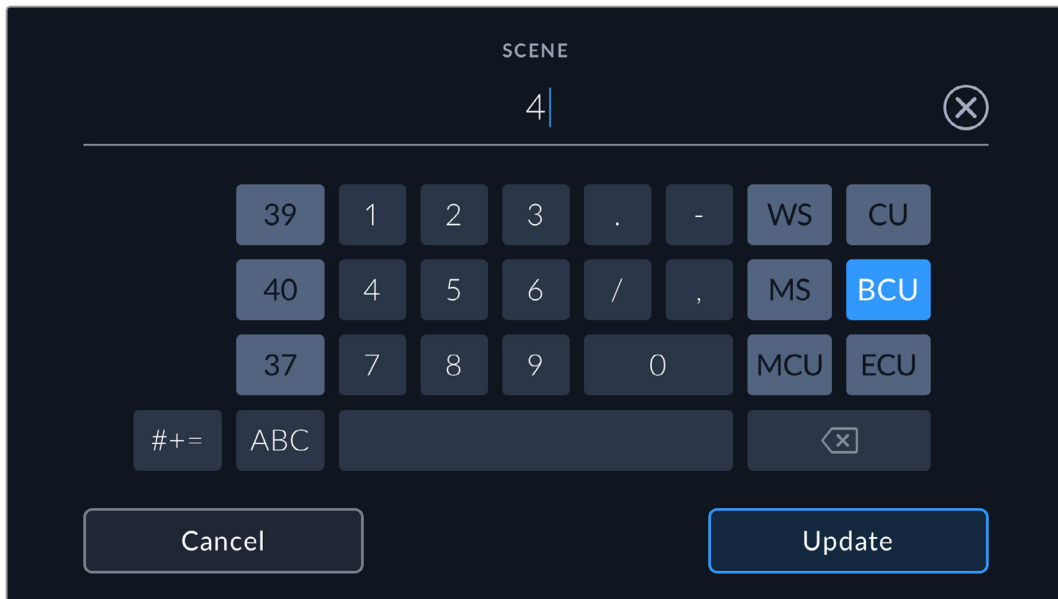 SCENE
4
39 1 2 3 . - WS CU
40 4 5 6 / , MS BCU
37 7 8 9 0 MCU ECU
#+= ABC
Cancel Update